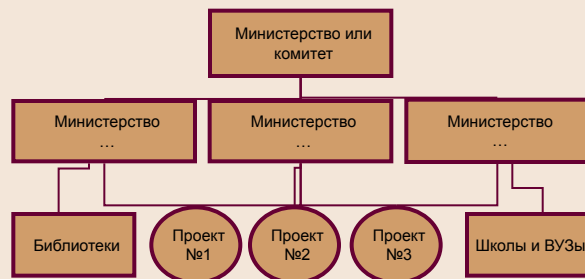 Министерство или
комитет
Министерство
…
Министерство
…
Министерство
…
Библиотеки
Проект
№1
Проект
№2
Проект
№3
Школы и ВУЗы